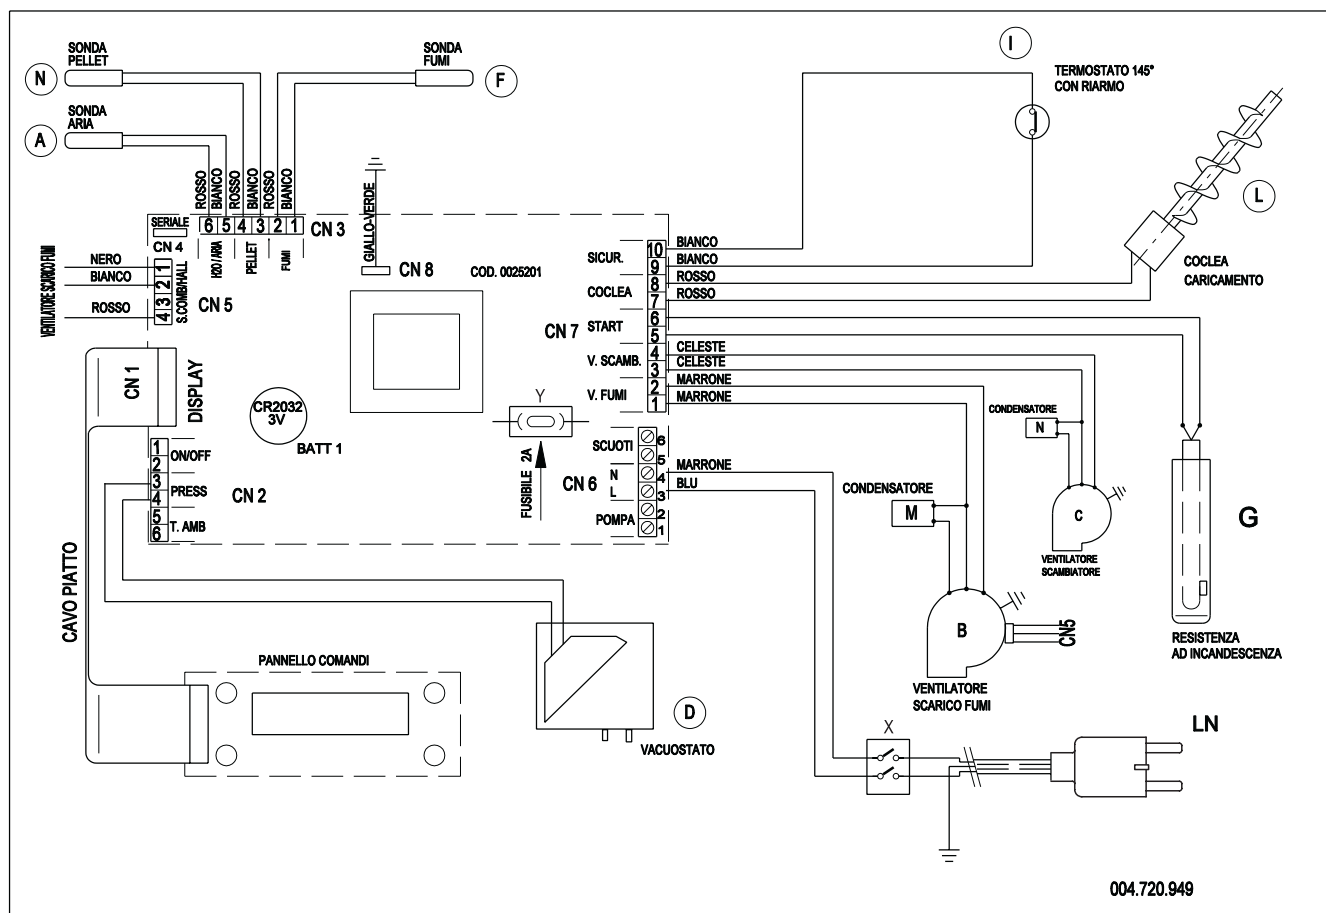 SONDA
PELLET
N
SONDA
FUMI
F
I
TERMOSTATO 145°
CON RIARMO
SONDA
ARIA
A
L
COCLEA
CARICAMENTO
ROSSO
BIANCO
ROSSO
BIANCO
ROSSO
BIANCO
6 5 4 3 2 1
CN 3
H2O / ARIA
PELLET
FUMI
GIALLO-VERDE
CN 8
COD. 0025201
SERIALE
CN 4
VENTILATORE SCARICO FUMI
NERO
BIANCO
ROSSO
1
2
3
4
S.COMB/HALL
CN 5
SICUR.
COCLEA
CN 7
START
V. SCAMB.
V. FUMI
10
9
8
7
6
5
4
3
2
1
BIANCO
BIANCO
ROSSO
ROSSO
CELESTE
CELESTE
MARRONE
MARRONE
CN 1
DISPLAY
CR2032
3V
BATT 1
Y
FUSIBILE 2A
1
2
3
4
5
6
ON/OFF
PRESS
T. AMB
CN 2
SCUOTI
CN 6
N
L
POMPA
6
5
4
3
2
1
MARRONE
BLU
CONDENSATORE
N
C
VENTILATORE
SCAMBIATORE
CONDENSATORE
M
B
CN5
VENTILATORE
SCARICO FUMI
G
RESISTENZA
AD INCANDESCENZA
CAVO PIATTO
PANNELLO COMANDI
D
VACUOSTATO
X
LN
004.720.949